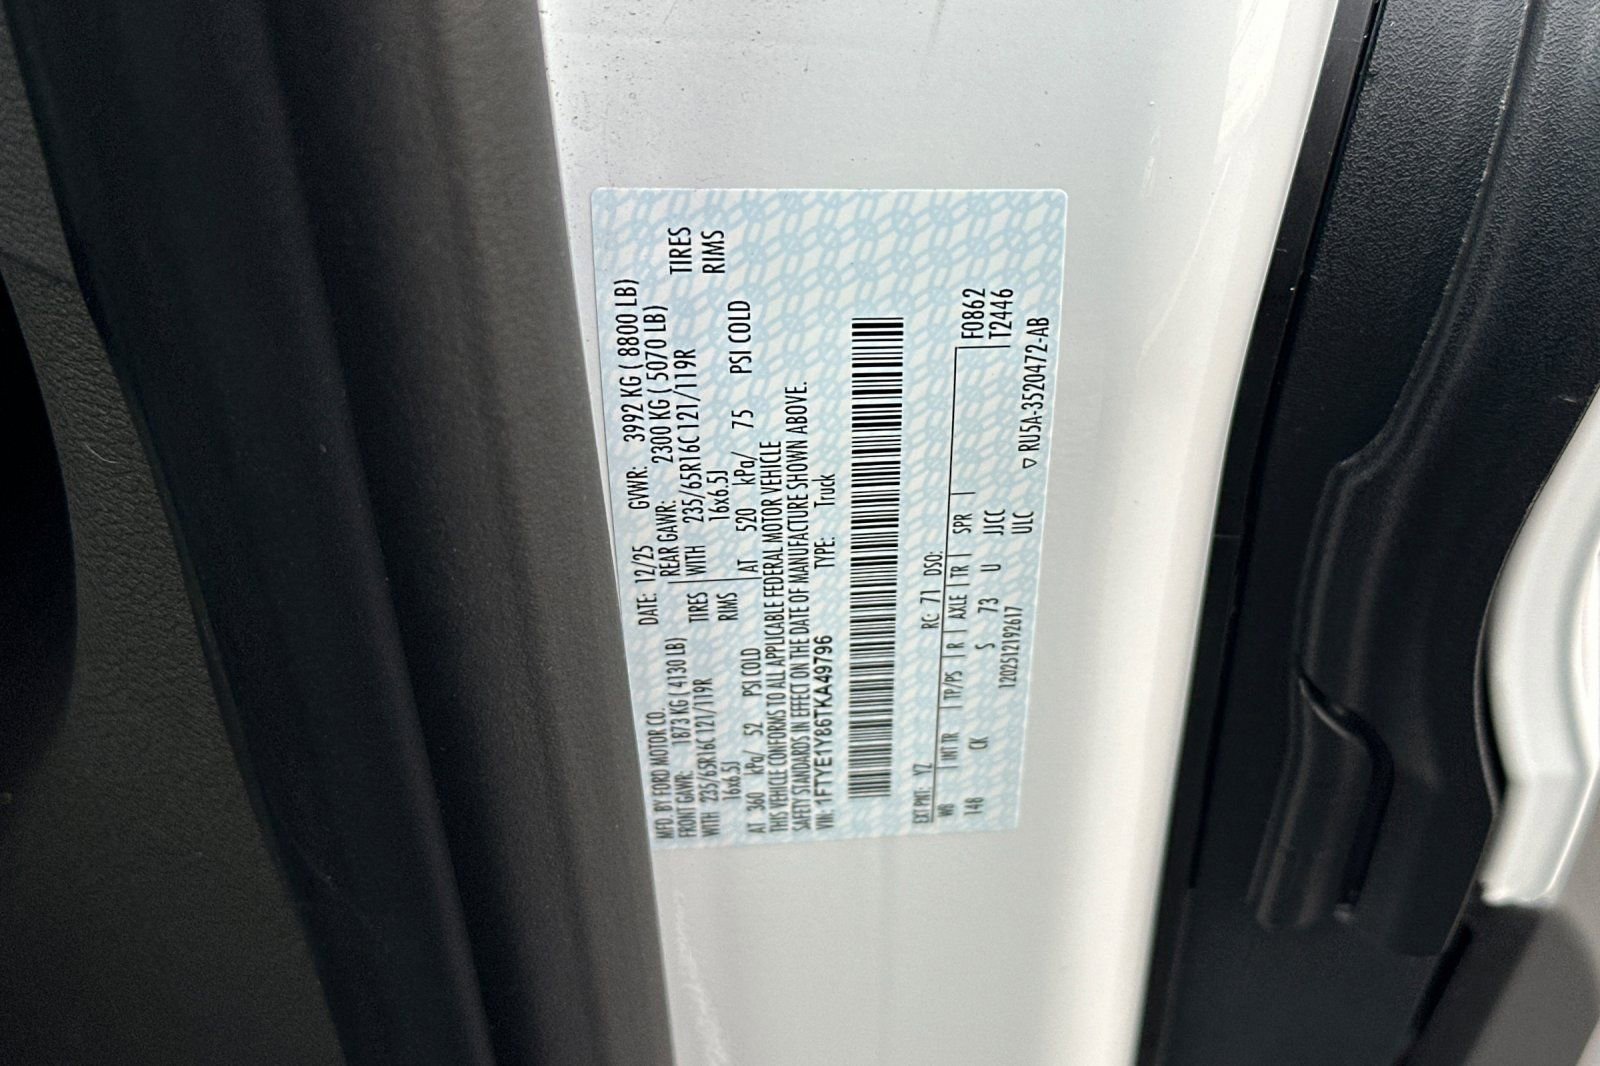 MFD. BY FORD MOTOR CO. DATE: 12/25 GVWR: 3992 KG ( 8800 LB)
FRONT GAWR: 1873 KG ( 4130 LB) REAR GAWR: 2300 KG ( 5070 LB)
WITH 235/65R16C 121/119R TIRES WITH 235/65R16C 121/119R TIRES
16x6.5J RIMS 16x6.5J RIMS
AT 360 kPa/ 52 PSI COLD AT 520 kPa/ 75 PSI COLD
THIS VEHICLE CONFORMS TO ALL APPLICABLE FEDERAL MOTOR VEHICLE
SAFETY STANDARDS IN EFFECT ON THE DATE OF MANUFACTURE SHOWN ABOVE.
VIN: 1FTYE1Y86TKA49796 TYPE: Truck
EXT PNT: YZ RC: 71 DSO:
WB INT TR TP/PS R AXLE TR SPR F0862
148 CK S 73 U JJCC T2446
12025121926​17 ULC
RU5A-3520472-AB